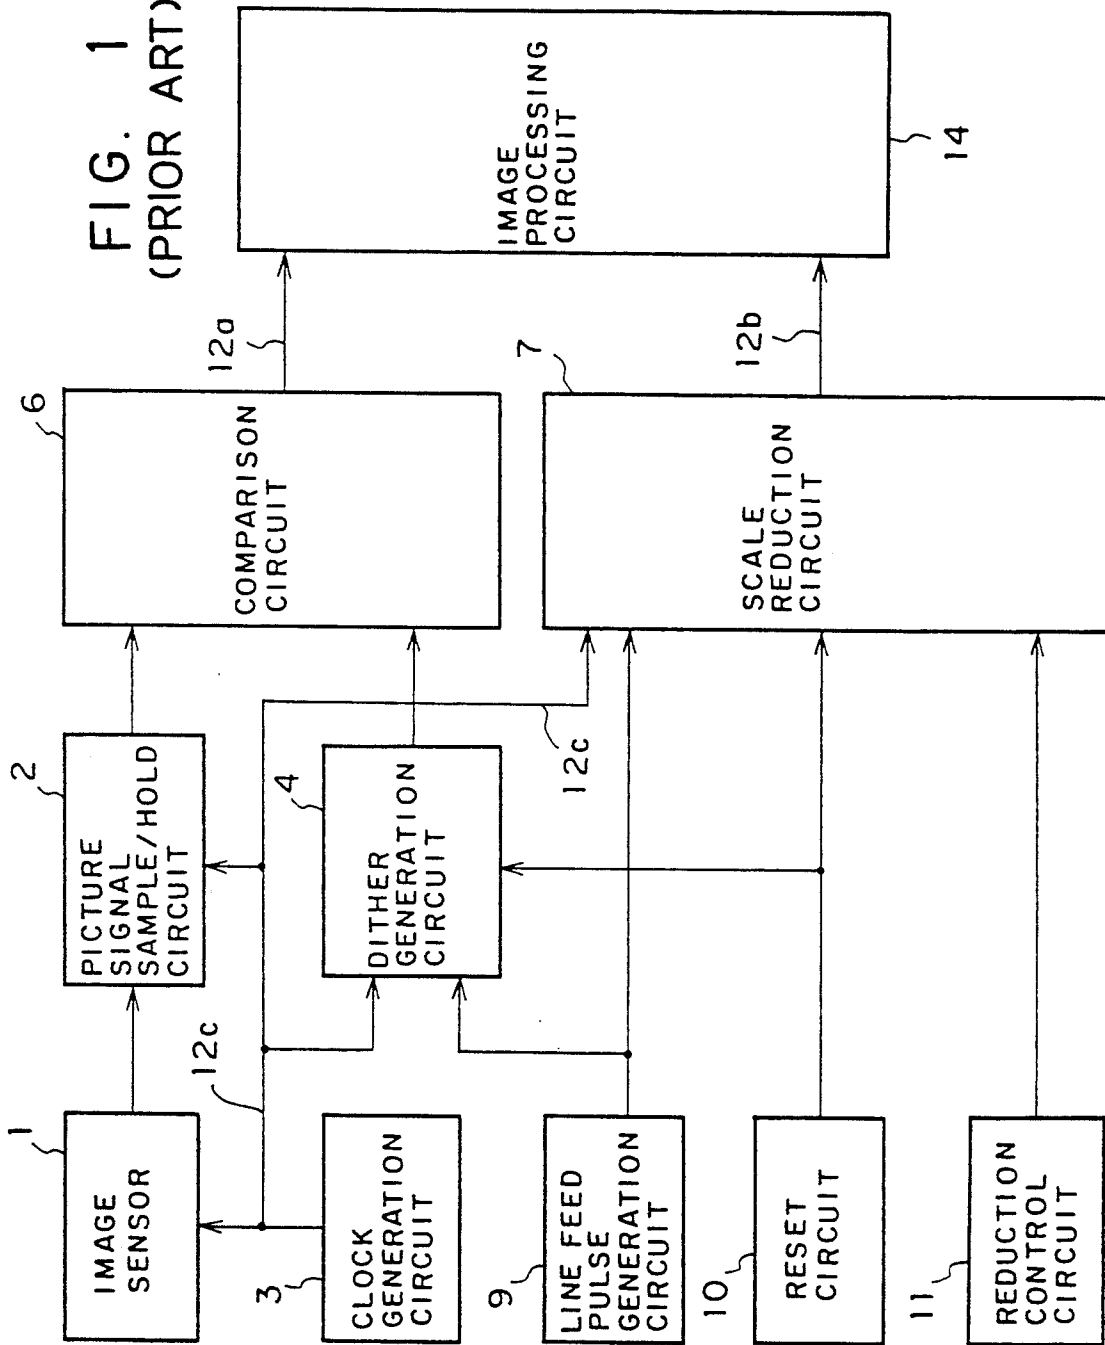 FIG. 1
(PRIOR ART)
1
IMAGE
SENSOR
2
PICTURE
SIGNAL
SAMPLE/HOLD
CIRCUIT
6
COMPARISON
CIRCUIT
12a
IMAGE
PROCESSING
CIRCUIT
14
12c
3
CLOCK
GENERATION
CIRCUIT
4
DITHER
GENERATION
CIRCUIT
12c
9
LINE FEED
PULSE
GENERATION
CIRCUIT
7
SCALE
REDUCTION
CIRCUIT
12b
10
RESET
CIRCUIT
11
REDUCTION
CONTROL
CIRCUIT